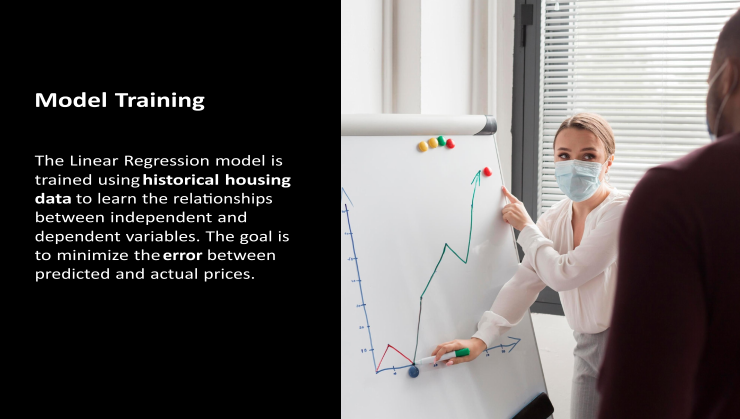 Model Training
The Linear Regression model is
trained using historical housing
data to learn the relationships
between independent and
dependent variables. The goal is
to minimize the error between
predicted and actual prices.